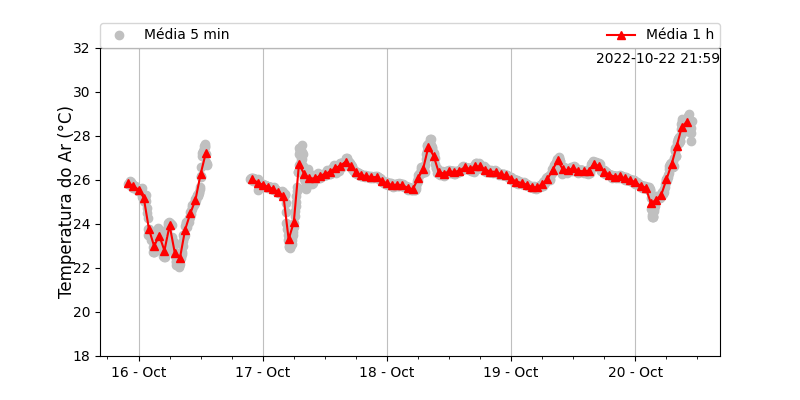 Média 5 min
Média 1 h
2022-10-22 21:59
Temperatura do Ar (°C)
32
30
28
26
24
22
20
18
16 - Oct
17 - Oct
18 - Oct
19 - Oct
20 - Oct